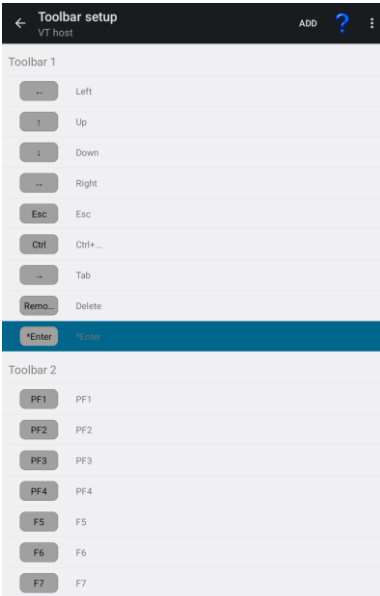 Toolbar setup
VT host
ADD ?
Toolbar 1
← Left
↑ Up
↓ Down
→ Right
Esc Esc
Ctrl Ctrl+...
→ Tab
Remo... Delete
*Enter *Enter
Toolbar 2
PF1 PF1
PF2 PF2
PF3 PF3
PF4 PF4
F5 F5
F6 F6
F7 F7